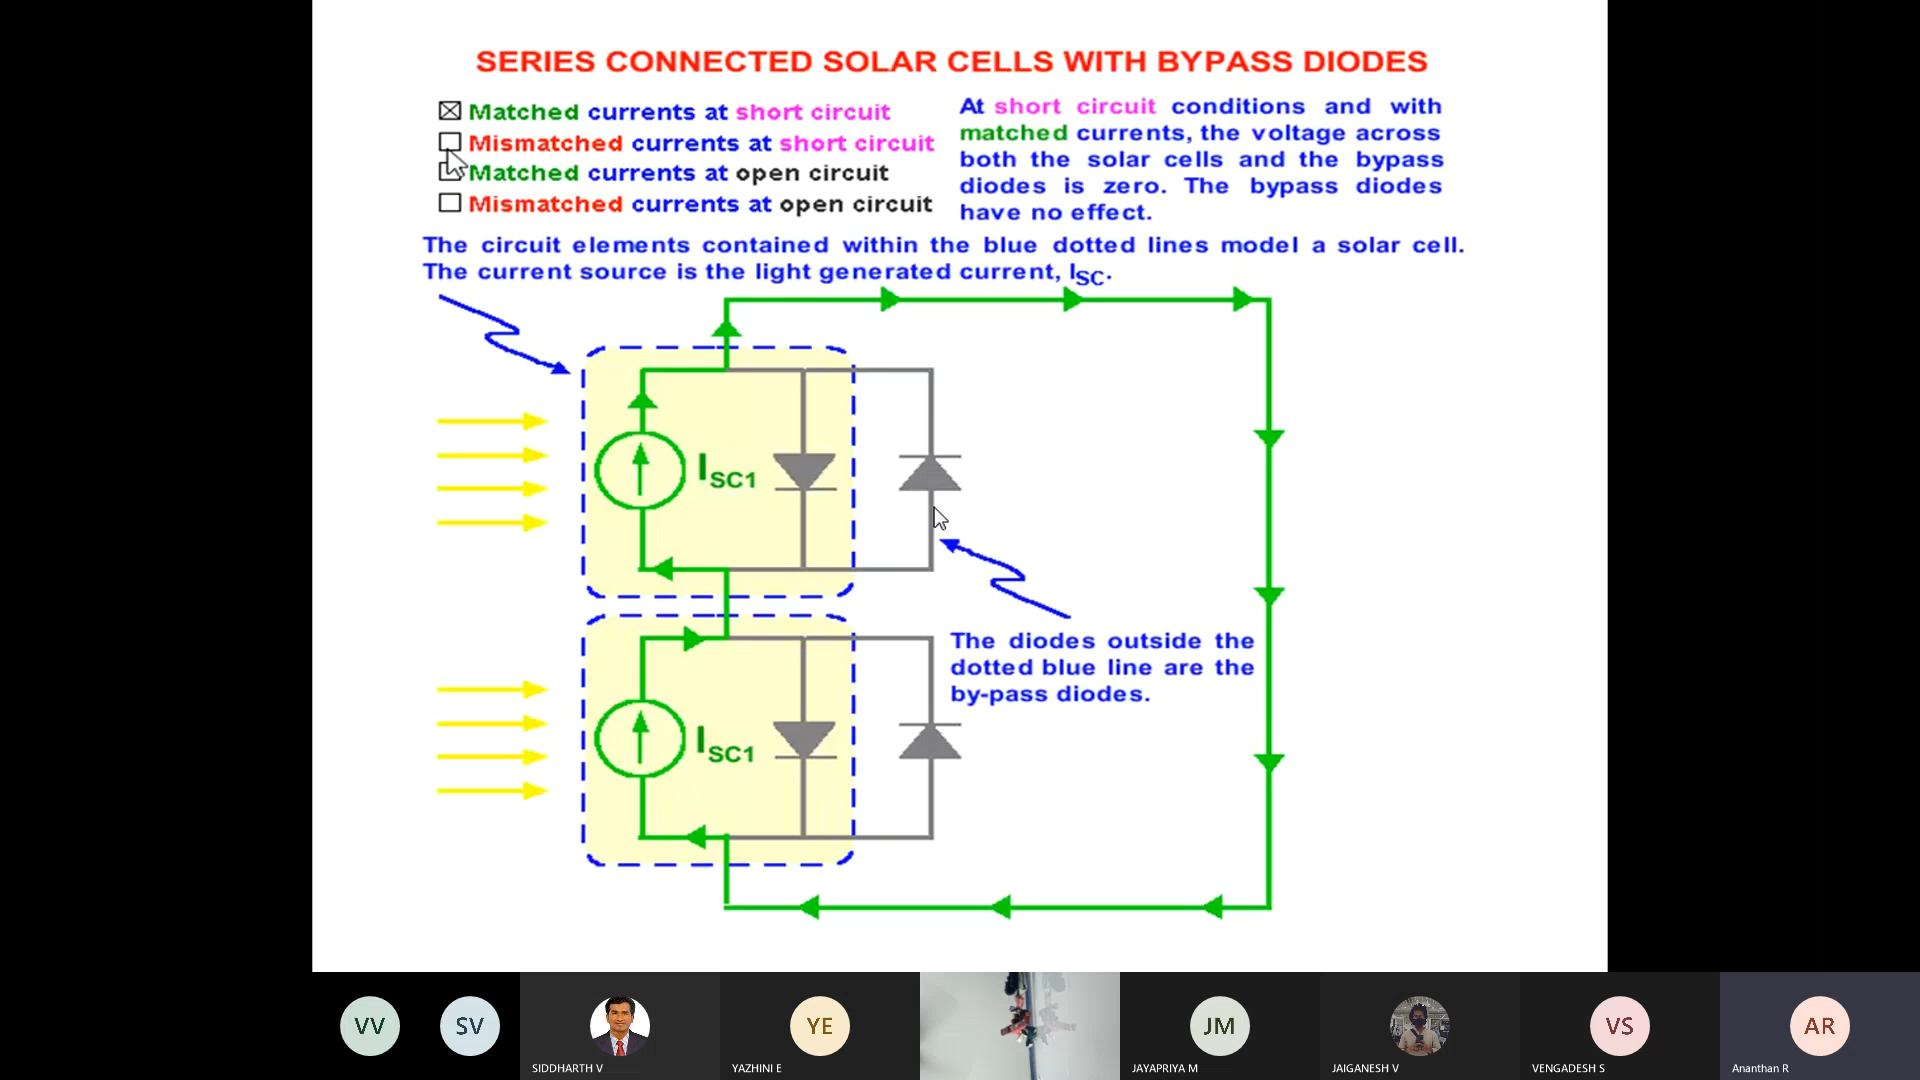 SERIES CONNECTED SOLAR CELLS WITH BYPASS DIODES
Matched currents at short circuit
Mismatched currents at short circuit
Matched currents at open circuit
Mismatched currents at open circuit
At short circuit conditions and with
matched currents, the voltage across
both the solar cells and the bypass
diodes is zero. The bypass diodes
have no effect.
The circuit elements contained within the blue dotted lines model a solar cell.
The current source is the light generated current, ISC.
ISC1
The diodes outside the
dotted blue line are the
by-pass diodes.
ISC1
VV
SV
SIDDHARTH V
YE
YAZHINI E
JM
JAYAPRIYA M
JAIGANESH V
VS
VENGADESH S
AR
Ananthan R